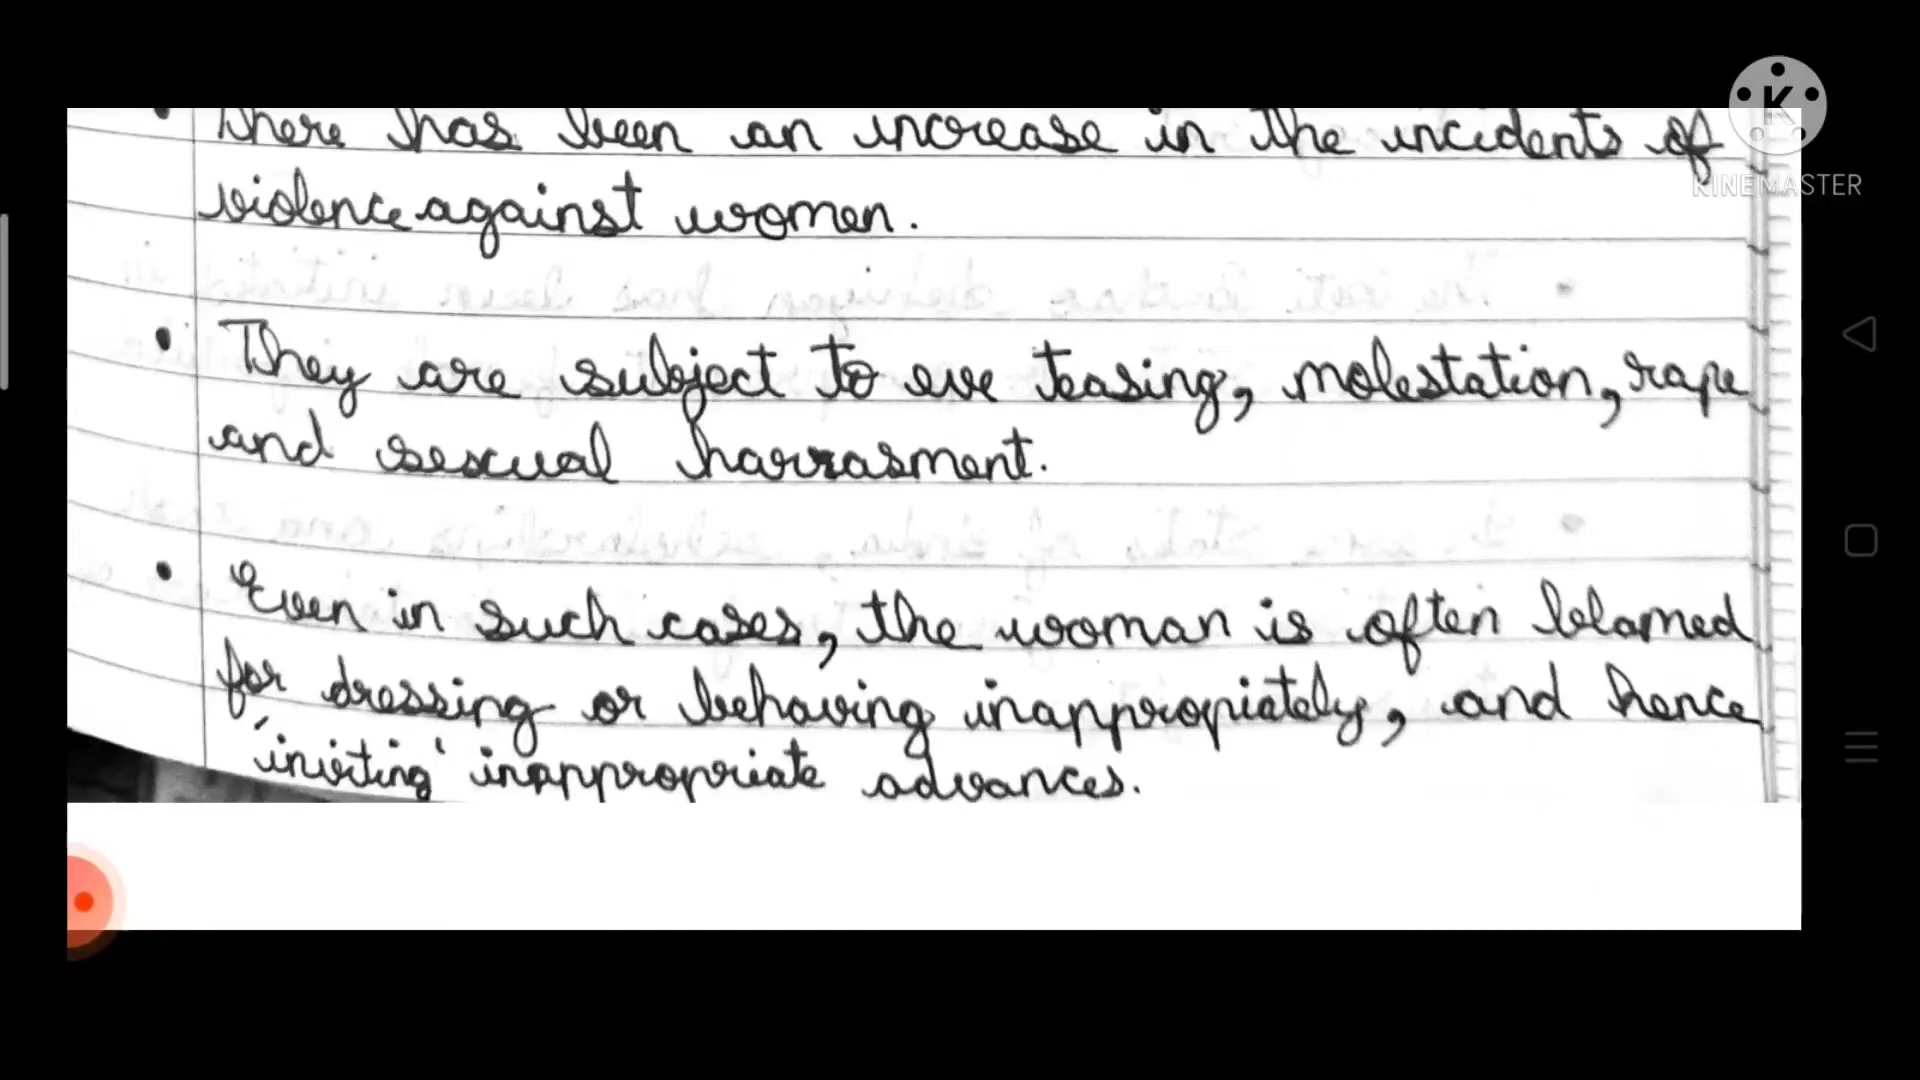 There has been an increase in the incidents of
violence against women.
• They are subject to eve teasing, molestation, rape
and sexual harrasment.
• Even in such cases, the woman is often blamed
for dressing or behaving inappropiately, and hence
'inviting' inappropriate advances.
KINEMASTER